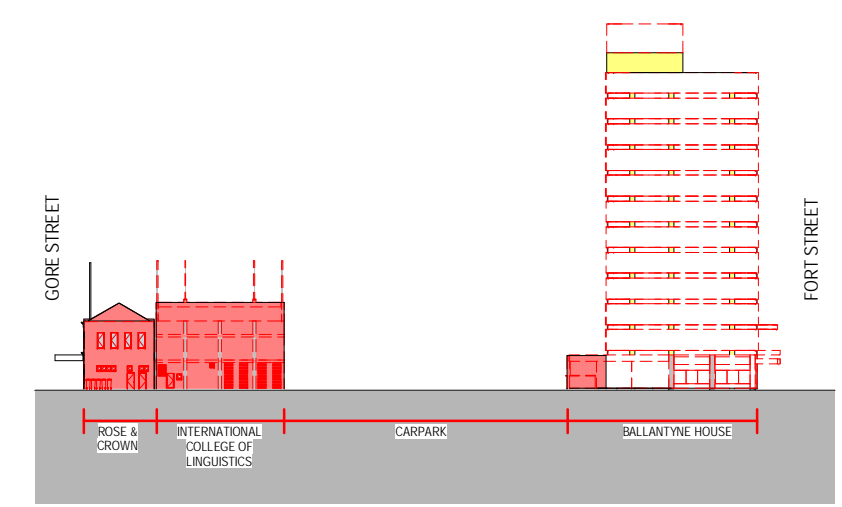 GORE STREET
FORT STREET
ROSE &
CROWN
INTERNATIONAL
COLLEGE OF
LINGUISTICS
CARPARK
BALLANTYNE HOUSE